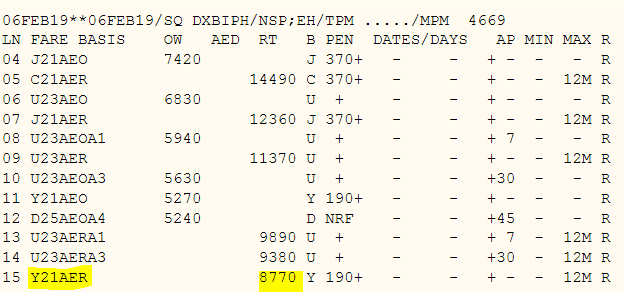 06FEB19**06FEB19/SQ DXBIPH/NSP;EH/TPM ...../MPM 4669
LN FARE BASIS OW AED RT B PEN DATES/DAYS AP MIN MAX R
04 J21AEO 7420 J 370+ - - + - - - R
05 C21AER 14490 C 370+ - - + - - 12M R
06 U23AEO 6830 U + - - + - - - R
07 J21AER 12360 J 370+ - - + - - 12M R
08 U23AEOA1 5940 U + - - + 7 - - R
09 U23AER 11370 U + - - + - - 12M R
10 U23AEOA3 5630 U + - - +30 - - R
11 Y21AEO 5270 Y 190+ - - + - - - R
12 D25AEOA4 5240 D NRF - - +45 - - R
13 U23AERA1 9890 U + - - + 7 - 12M R
14 U23AERA3 9380 U + - - +30 - 12M R
15 Y21AER 8770 Y 190+ - - + - - 12M R